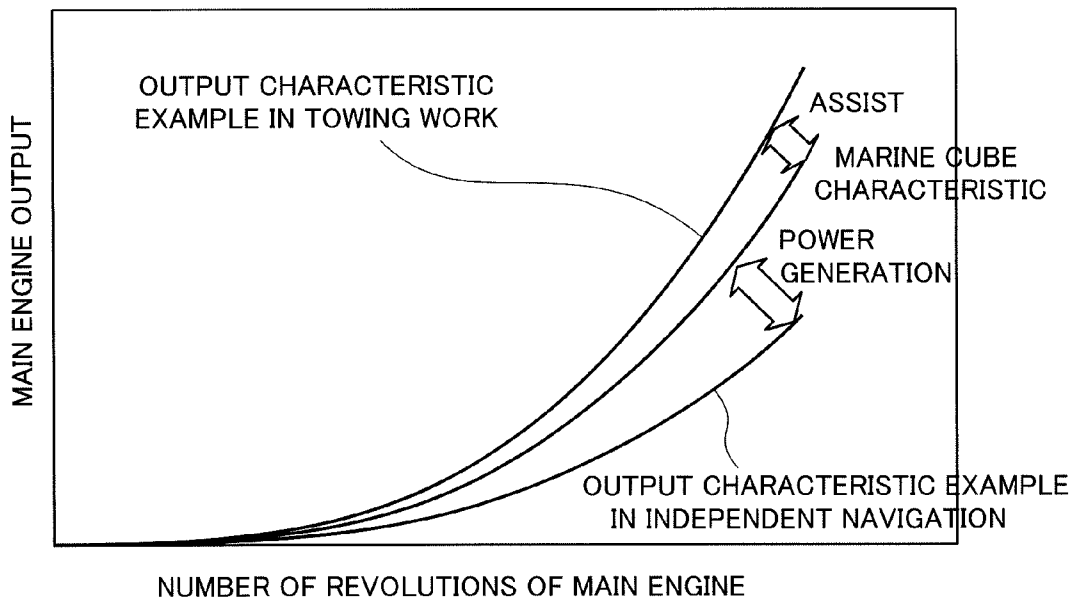 OUTPUT CHARACTERISTIC
EXAMPLE IN TOWING WORK
ASSIST
MARINE CUBE
CHARACTERISTIC
POWER
GENERATION
MAIN ENGINE OUTPUT
OUTPUT CHARACTERISTIC EXAMPLE
IN INDEPENDENT NAVIGATION
NUMBER OF REVOLUTIONS OF MAIN ENGINE